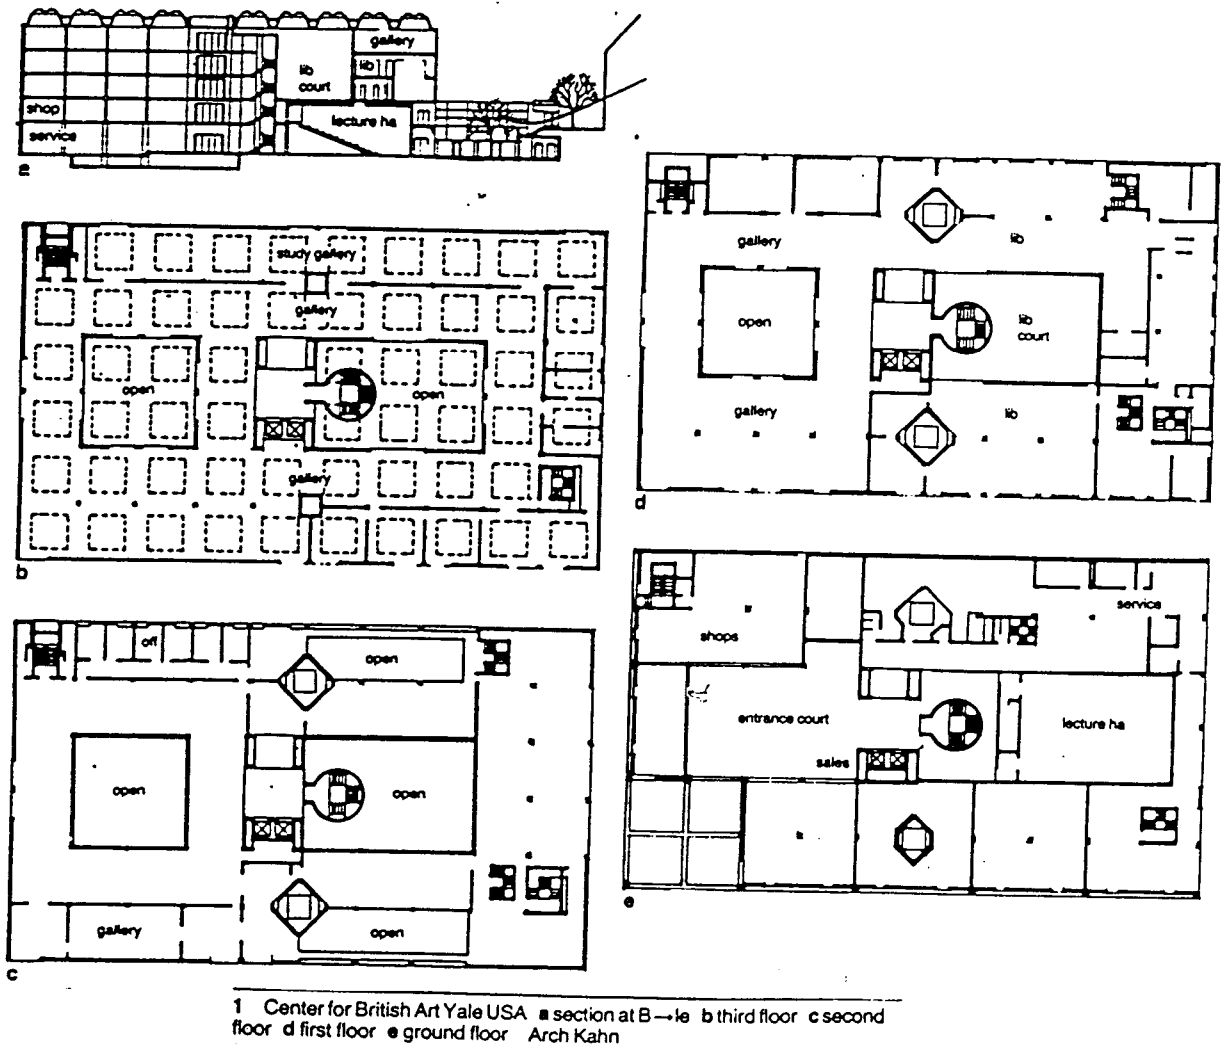 gallery
lib
lib
court
shop
lecture ha
service
a
study gallery
gallery
open
open
gallery
b
gallery
lib
open
lib
court
gallery
lib
d
off
open
open
open
gallery
open
c
service
shops
entrance court
lecture ha
sales
e
1 Center for British Art Yale USA a section at B→le b third floor c second
floor d first floor e ground floor Arch Kahn